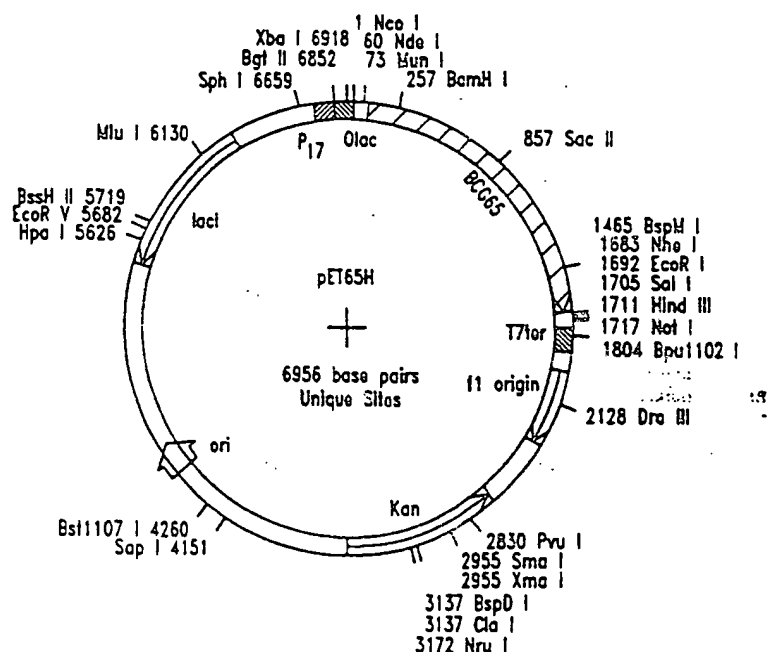 1 Nco I
Xba I 6918 60 Nde I
Bgl II 6852 73 Mun I
Sph I 6659 257 BamH I
Mlu I 6130
857 Sac II
P17 Olac
BCG65
BssH II 5719
EcoR V 5682
Hpa I 5626
lacI
1465 BspM I
1683 Nhe I
1692 EcoR I
1705 Sal I
1711 Hind III
1717 Not I
1804 Bpu1102 I
pET65H
T7ter
6956 base pairs
Unique Sites
f1 origin
2128 Dra III
ori
Kan
Bst1107 I 4260
Sap I 4151
2830 Pvu I
2955 Sma I
2955 Xma I
3137 BspD I
3137 Cla I
3172 Nru I